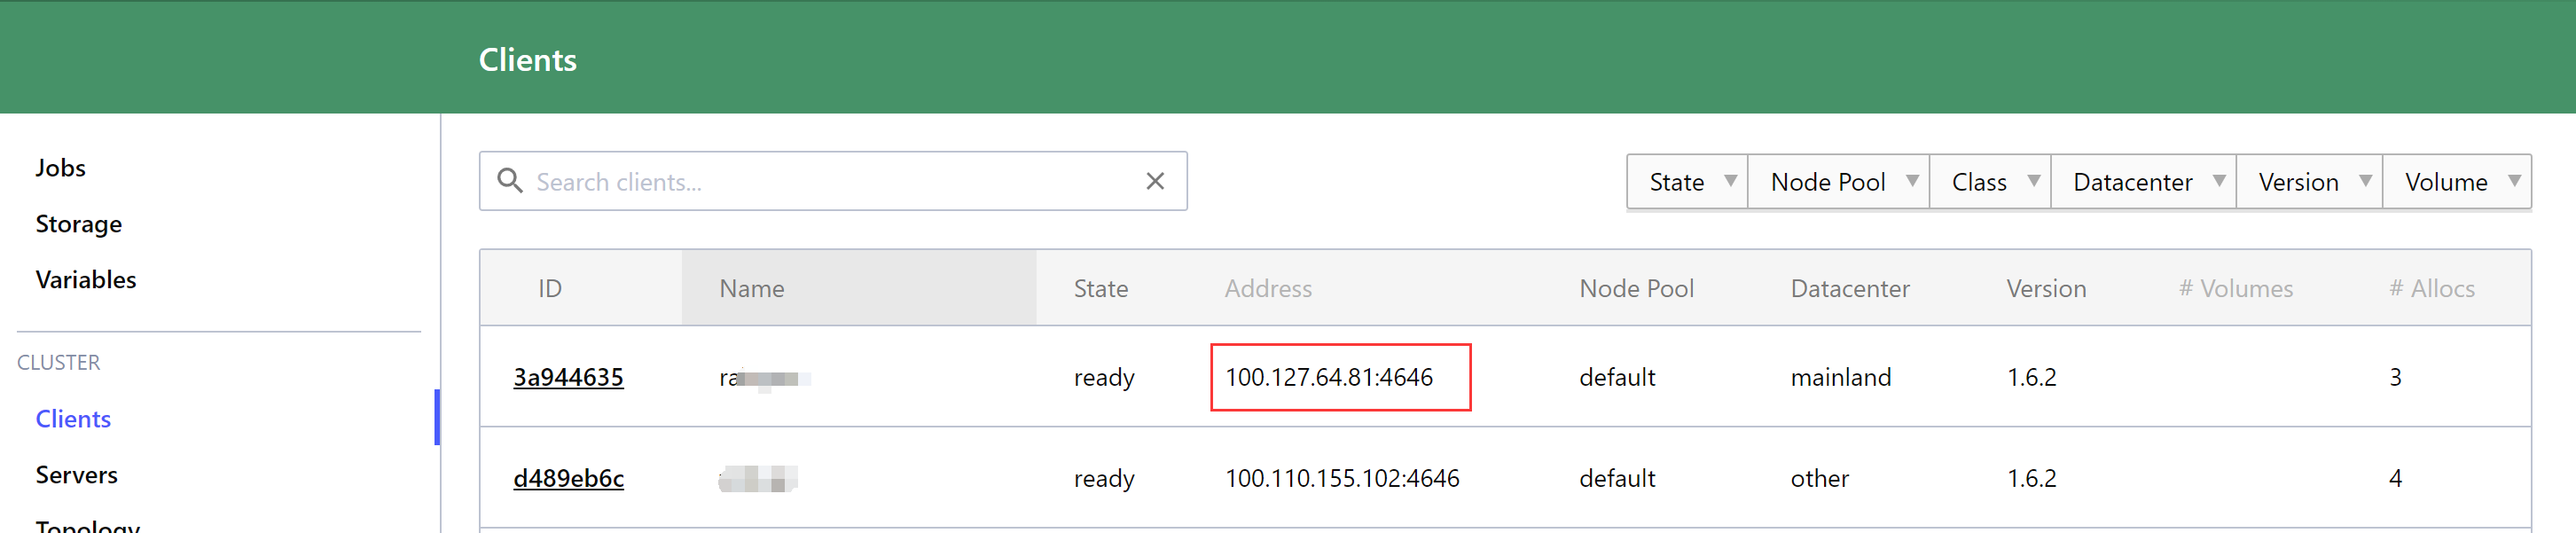 Clients
Jobs
Storage
Variables
CLUSTER
Clients
Servers
Topology
Search clients...
State Node Pool Class Datacenter Version Volume
ID Name State Address Node Pool Datacenter Version # Volumes # Allocs
3a944635 ra ready 100.127.64.81:4646 default mainland 1.6.2 3
d489eb6c ready 100.110.155.102:4646 default other 1.6.2 4